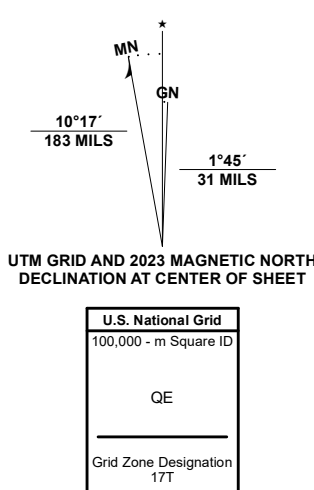 ★
MN
GN
10°17´
183 MILS
1°45´
31 MILS
UTM GRID AND 2023 MAGNETIC NORTH
DECLINATION AT CENTER OF SHEET
U.S. National Grid
100,000 - m Square ID
QE
Grid Zone Designation
17T